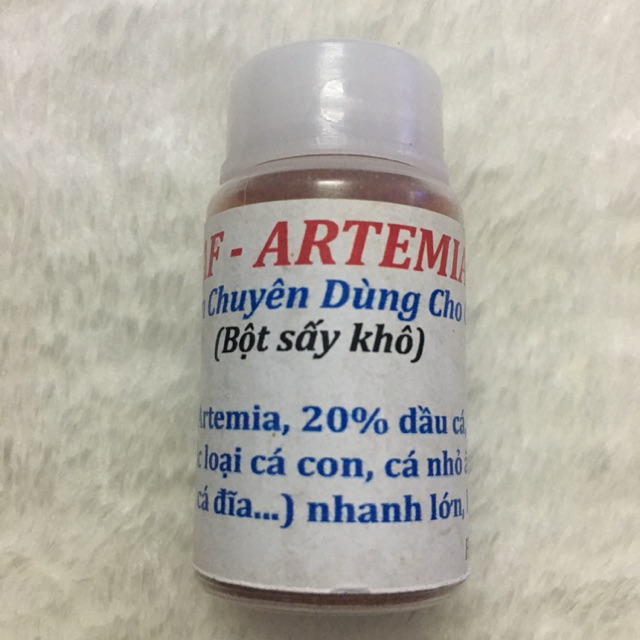 AF - ARTEMIA
Chuyên Dùng Cho
(Bột sấy khô)
Artemia, 20% dầu cá,
loại cá con, cá nhỏ
cá đĩa...) nhanh lớn,